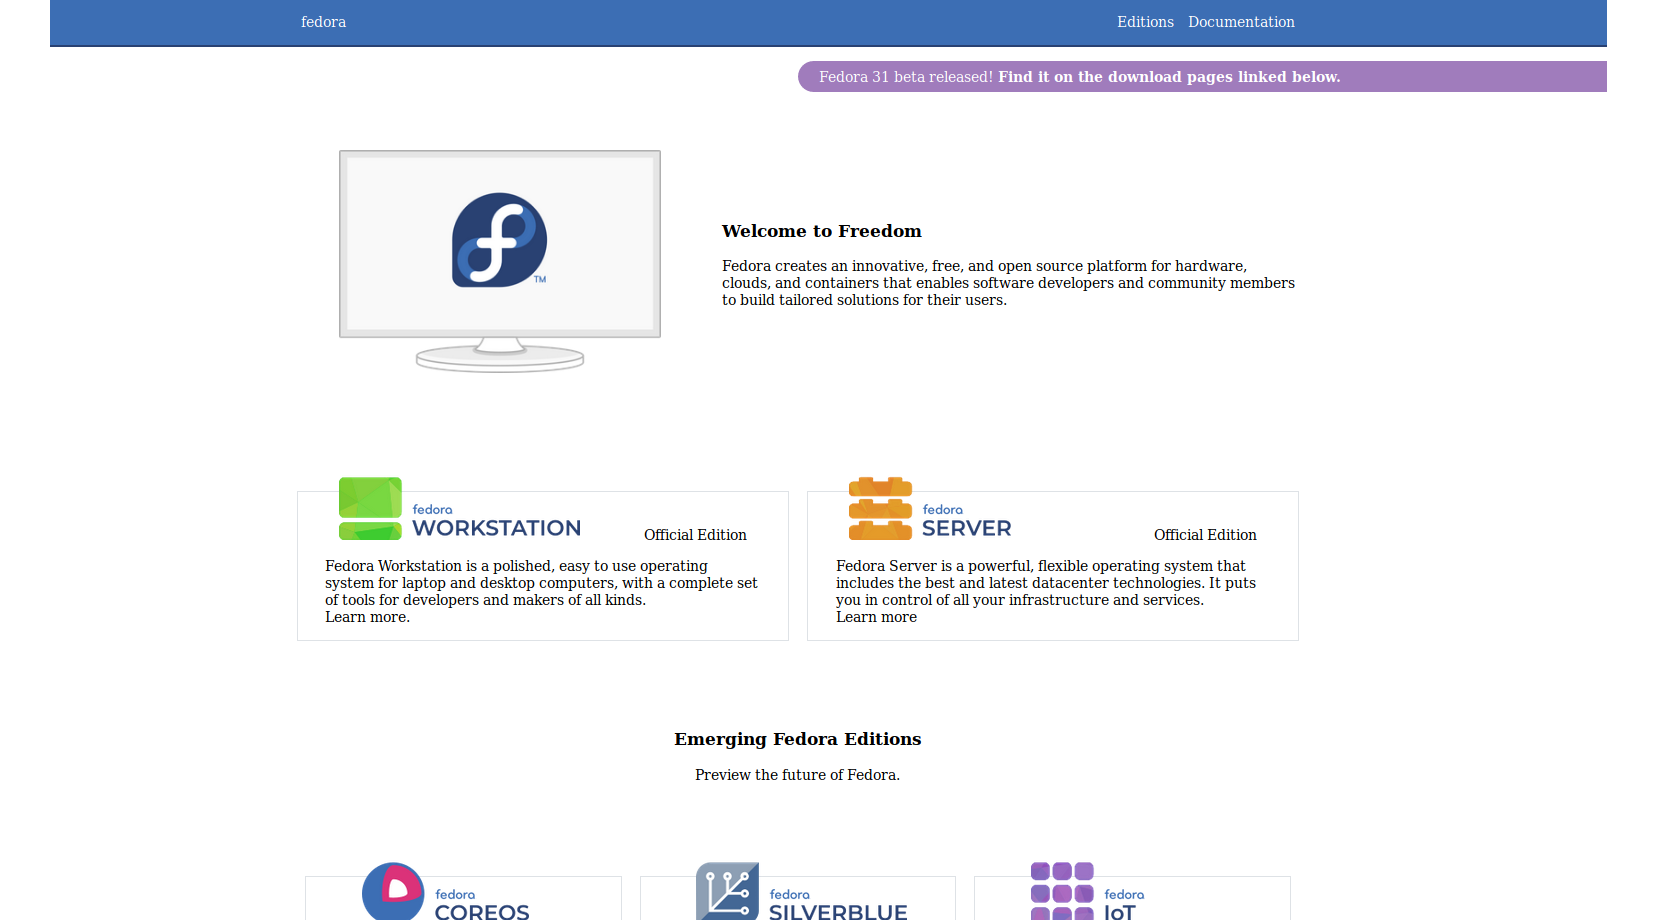 fedora
Editions Documentation
Fedora 31 beta released! Find it on the download pages linked below.
TM
Welcome to Freedom
Fedora creates an innovative, free, and open source platform for hardware,
clouds, and containers that enables software developers and community members
to build tailored solutions for their users.
fedora
WORKSTATION
Official Edition
Fedora Workstation is a polished, easy to use operating
system for laptop and desktop computers, with a complete set
of tools for developers and makers of all kinds.
Learn more.
fedora
SERVER
Official Edition
Fedora Server is a powerful, flexible operating system that
includes the best and latest datacenter technologies. It puts
you in control of all your infrastructure and services.
Learn more
Emerging Fedora Editions
Preview the future of Fedora.
fedora
COREOS
fedora
SILVERBLUE
fedora
IoT